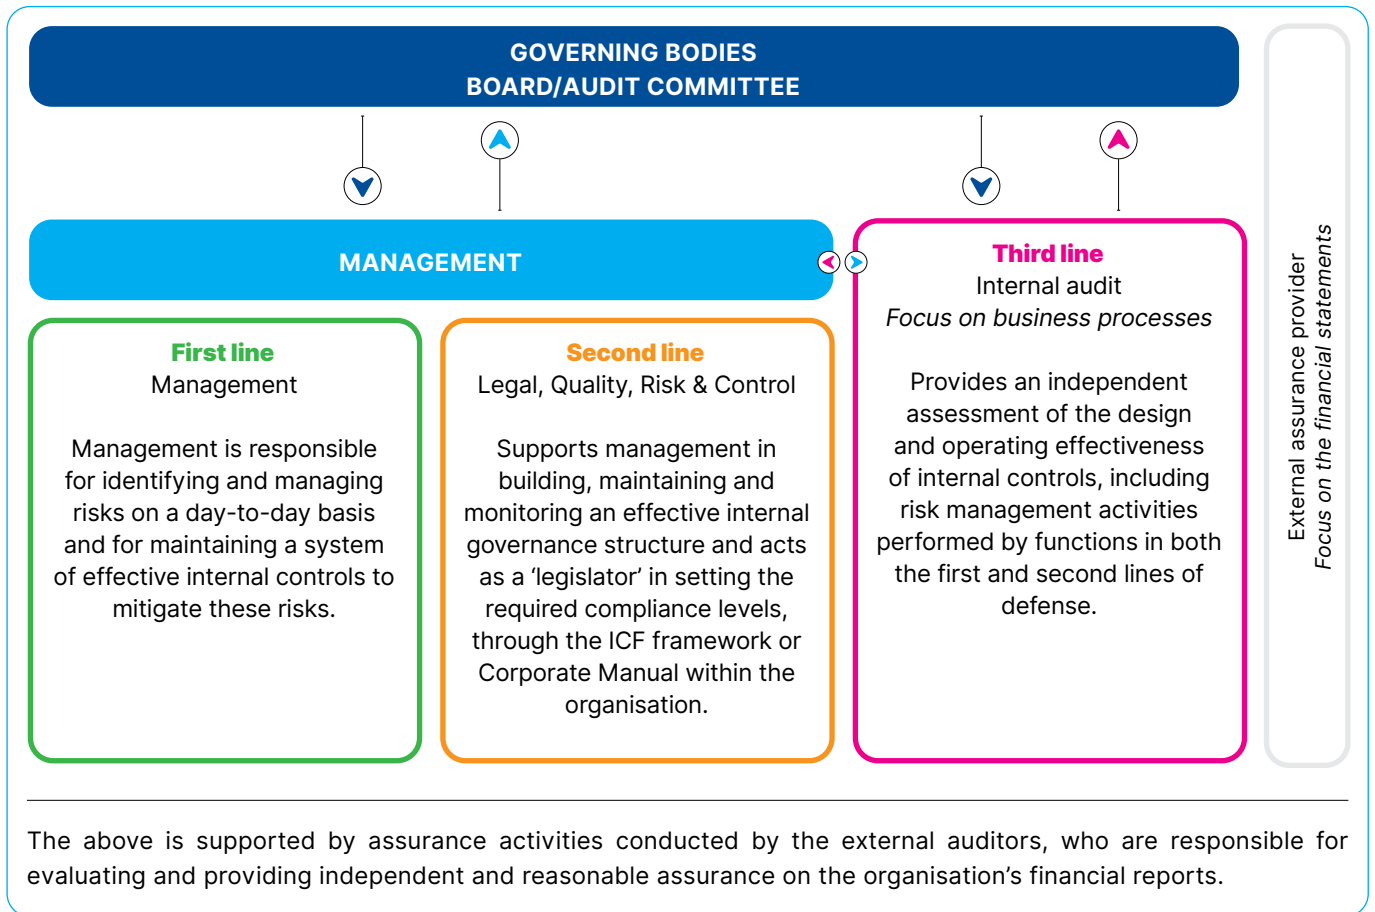 GOVERNING BODIES
BOARD/AUDIT COMMITTEE
MANAGEMENT
First line
Management
Management is responsible
for identifying and managing
risks on a day-to-day basis
and for maintaining a system
of effective internal controls to
mitigate these risks.
Second line
Legal, Quality, Risk & Control
Supports management in
building, maintaining and
monitoring an effective internal
governance structure and acts
as a ‘legislator’ in setting the
required compliance levels,
through the ICF framework or
Corporate Manual within the
organisation.
Third line
Internal audit
Focus on business processes
Provides an independent
assessment of the design
and operating effectiveness
of internal controls, including
risk management activities
performed by functions in both
the first and second lines of
defense.
External assurance provider
Focus on the financial statements
The above is supported by assurance activities conducted by the external auditors, who are responsible for
evaluating and providing independent and reasonable assurance on the organisation’s financial reports.